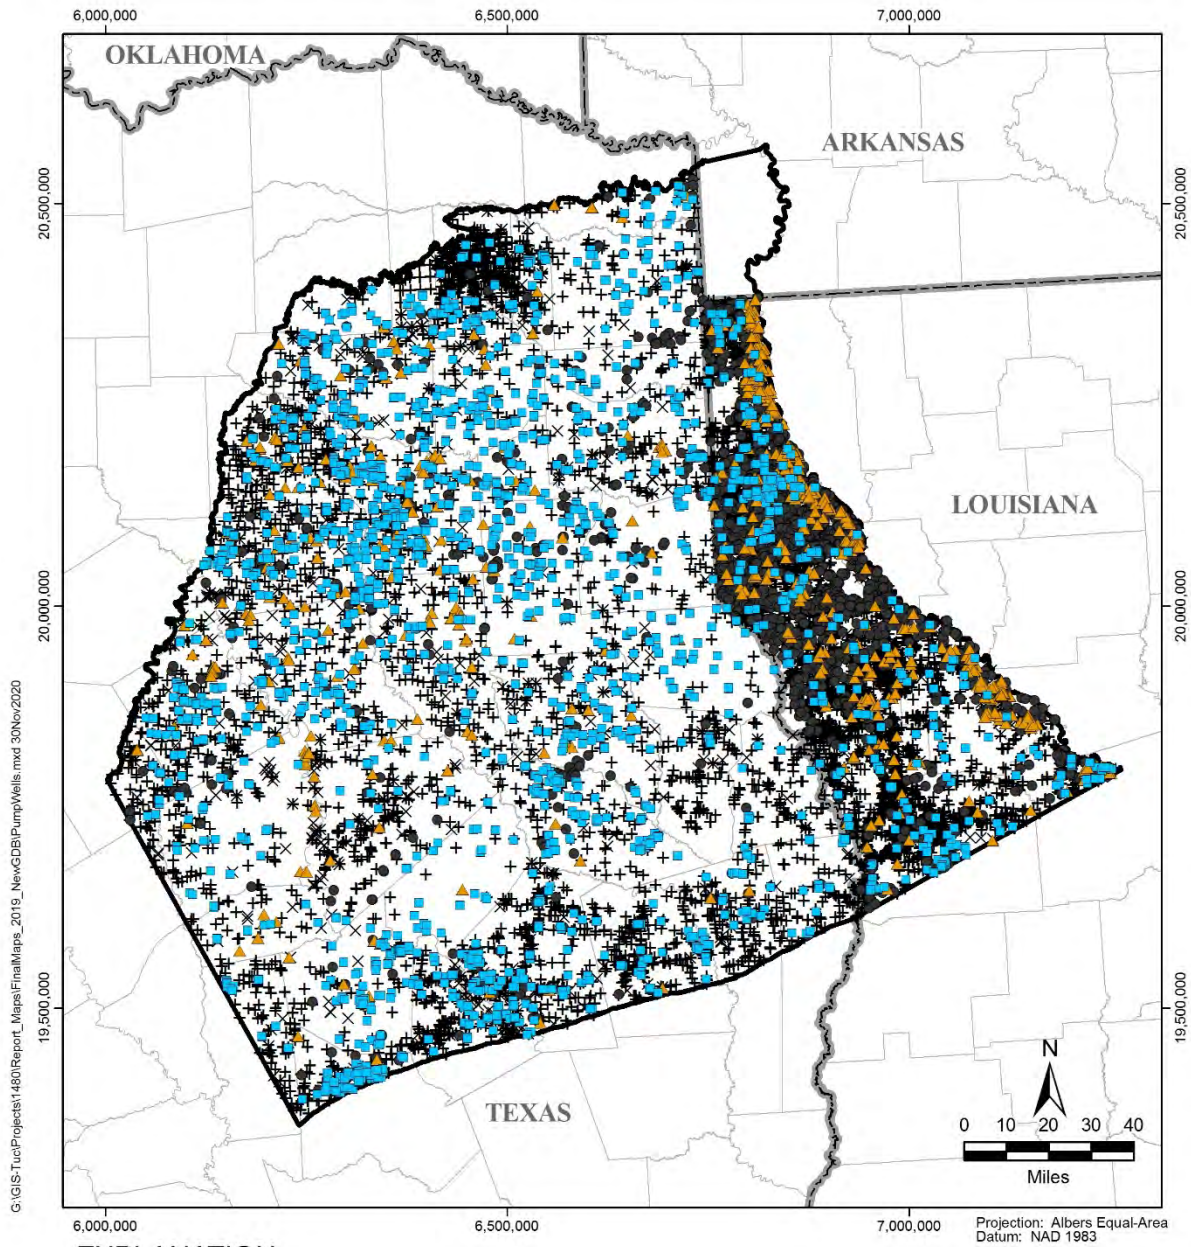 6,000,000 6,500,000 7,000,000
OKLAHOMA
ARKANSAS
20,500,000 20,500,000
LOUISIANA
20,000,000 20,000,000
19,500,000 19,500,000
TEXAS
N
0 10 20 30 40
Miles
G:\GIS-Tuc\Projects\1480\Report_Maps\FinalMaps_2019_NewGDB\PumpWells.mxd 30Nov2020
6,000,000 6,500,000 7,000,000
Projection: Albers Equal-Area
Datum: NAD 1983
EXPLANATION